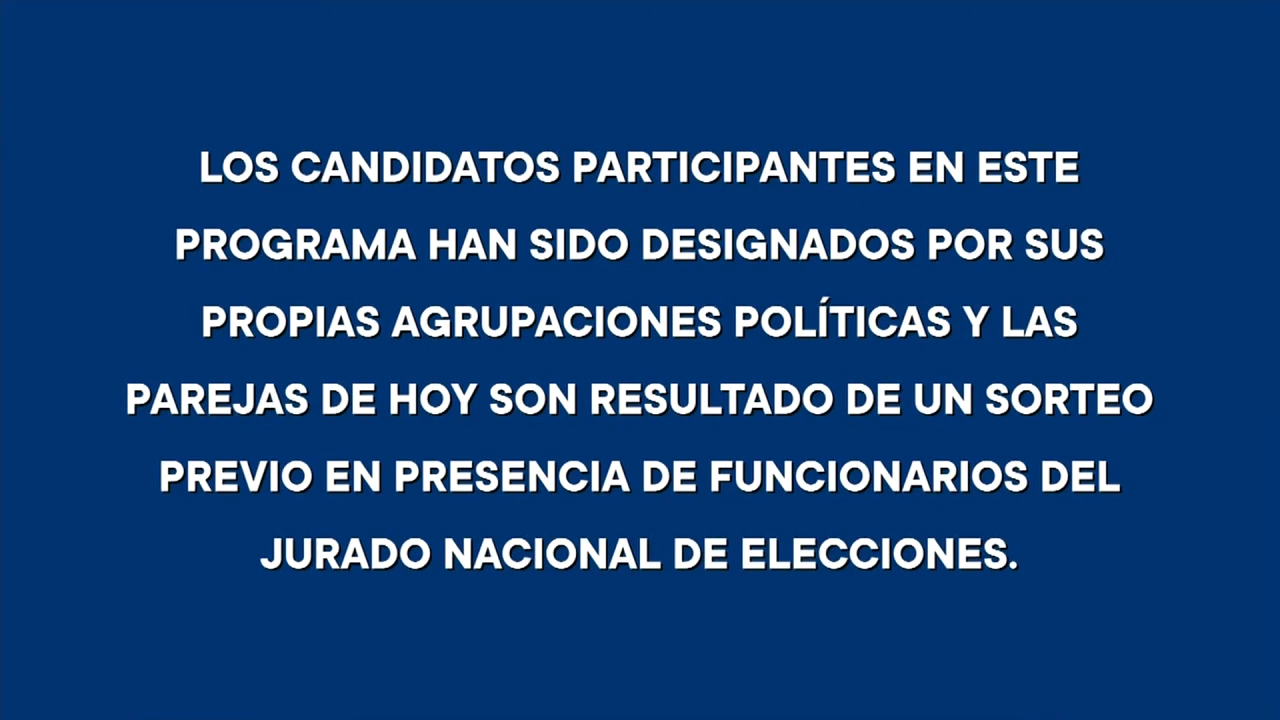 LOS CANDIDATOS PARTICIPANTES EN ESTE
PROGRAMA HAN SIDO DESIGNADOS POR SUS
PROPIAS AGRUPACIONES POLÍTICAS Y LAS
PAREJAS DE HOY SON RESULTADO DE UN SORTEO
PREVIO EN PRESENCIA DE FUNCIONARIOS DEL
JURADO NACIONAL DE ELECCIONES.